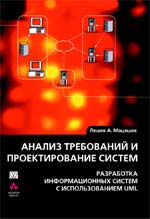 Лешек А. Мацяшек
АНАЛИЗ ТРЕБОВАНИЙ И
ПРОЕКТИРОВАНИЕ СИСТЕМ
РАЗРАБОТКА
ИНФОРМАЦИОННЫХ СИСТЕМ
С ИСПОЛЬЗОВАНИЕМ UML